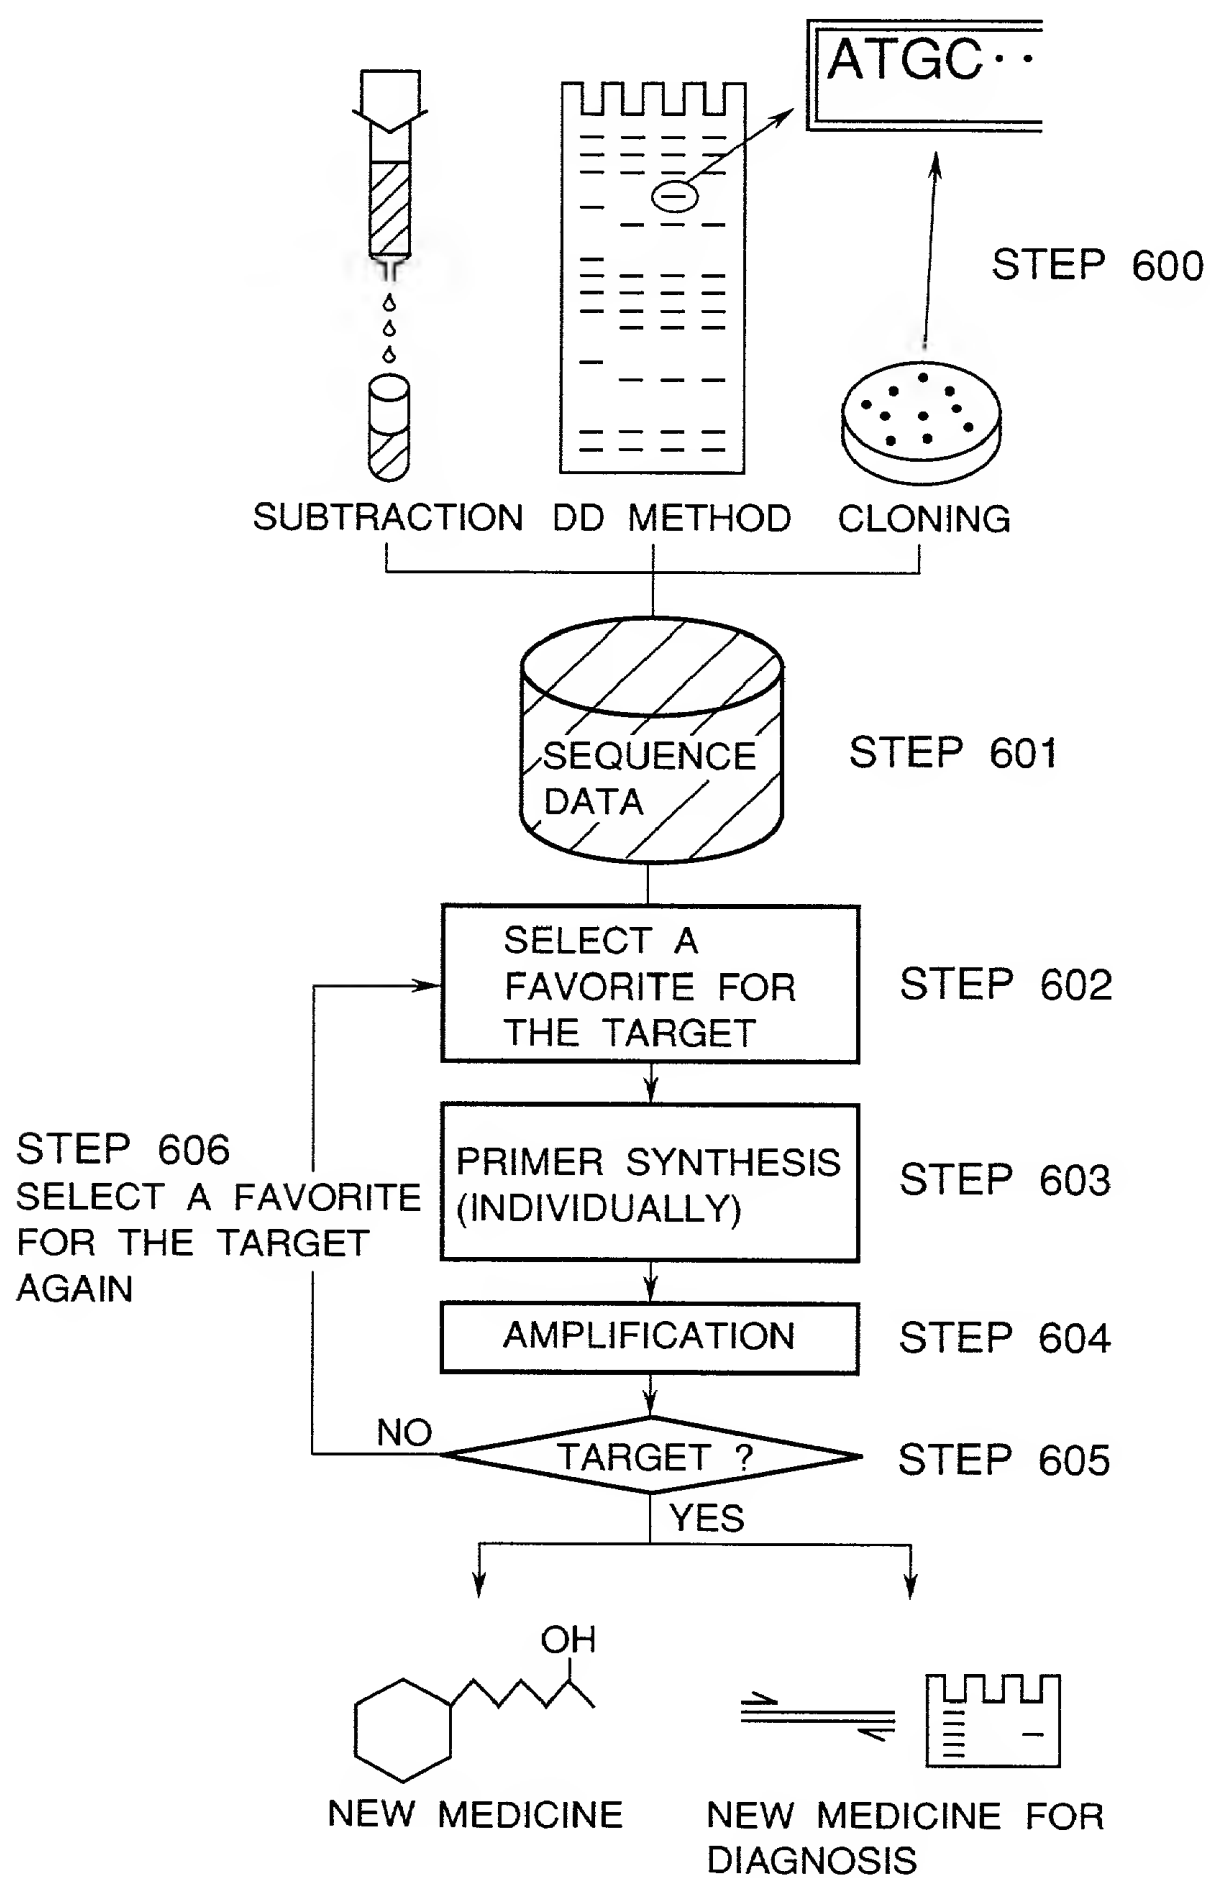 ATGC··
STEP 600
SUBTRACTION
DD METHOD
CLONING
SEQUENCE
DATA
STEP 601
SELECT A
FAVORITE FOR
THE TARGET
STEP 602
STEP 606
SELECT A FAVORITE
FOR THE TARGET
AGAIN
PRIMER SYNTHESIS
(INDIVIDUALLY)
STEP 603
AMPLIFICATION
STEP 604
NO
TARGET ?
STEP 605
YES
OH
NEW MEDICINE
NEW MEDICINE FOR
DIAGNOSIS